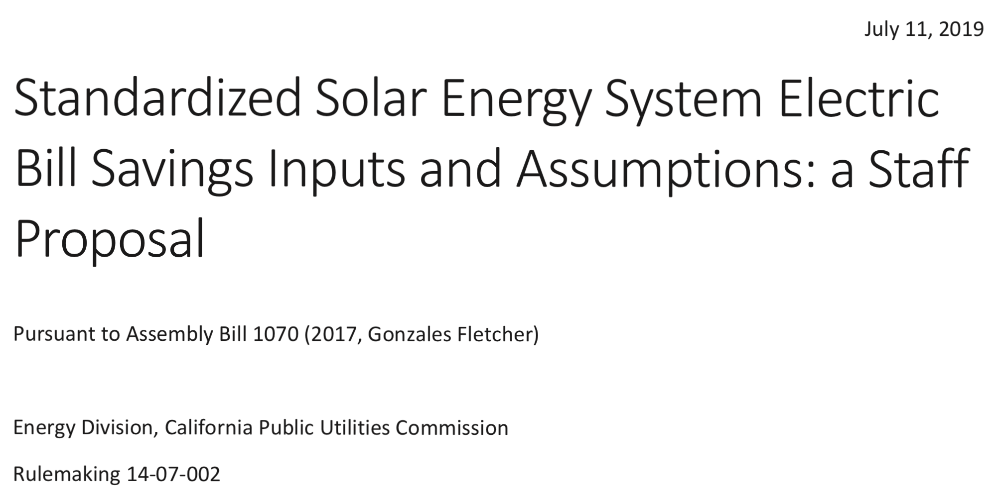 July 11, 2019
Standardized Solar Energy System Electric
Bill Savings Inputs and Assumptions: a Staff
Proposal
Pursuant to Assembly Bill 1070 (2017, Gonzales Fletcher)
Energy Division, California Public Utilities Commission
Rulemaking 14-07-002